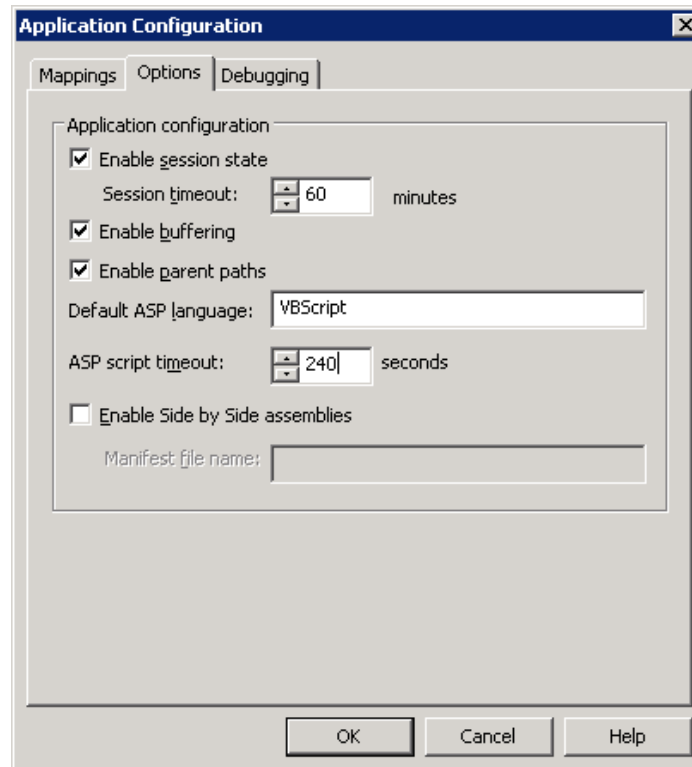 Application Configuration
Mappings Options Debugging
Application configuration
Enable session state
Session timeout: 60 minutes
Enable buffering
Enable parent paths
Default ASP language: VBScript
ASP script timeout: 240 seconds
Enable Side by Side assemblies
Manifest file name:
OK Cancel Help